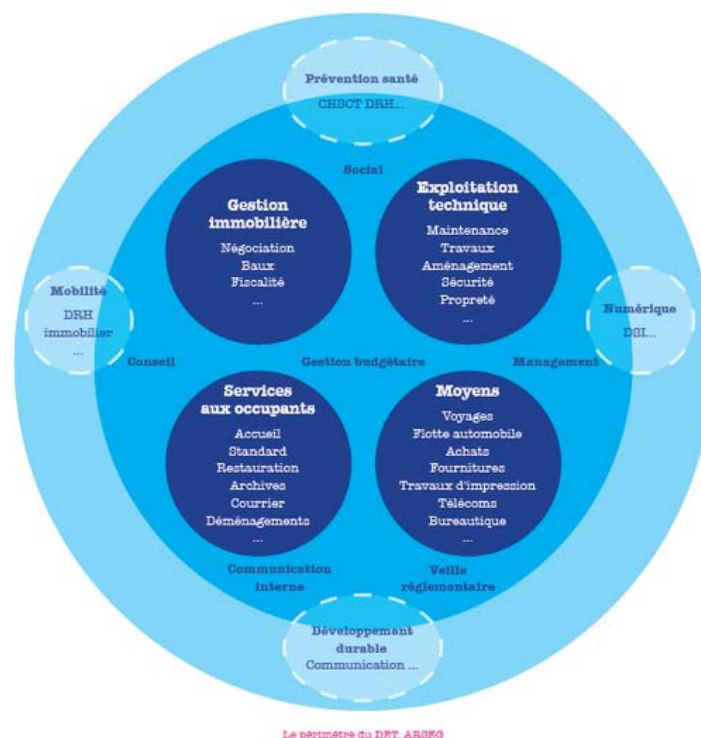 Prévention santé
CHSCT DRH...
Social
Gestion
immobilière
Négociation
Baux
Fiscalité
...
Exploitation
technique
Maintenance
Travaux
Aménagement
Sécurité
Propreté
...
Mobilité
DRH
immobilier
...
Numérique
DSI...
Conseil
Gestion budgétaire
Management
Services
aux occupants
Accueil
Standard
Restauration
Archives
Courrier
Déménagements
...
Moyens
Voyages
Flotte automobile
Achats
Fournitures
Travaux d'impression
Télécoms
Bureautique
...
Communication
interne
Veille
réglementaire
Développement
durable
Communication ...
Le périmètre du DET, ARSEG